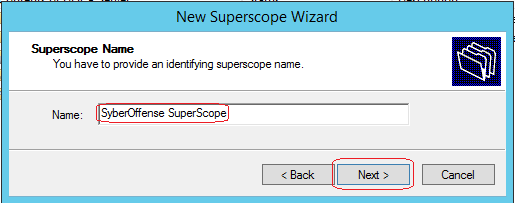 New Superscope Wizard
Superscope Name
You have to provide an identifying superscope name.
Name: SyberOffense SuperScope
< Back Next > Cancel